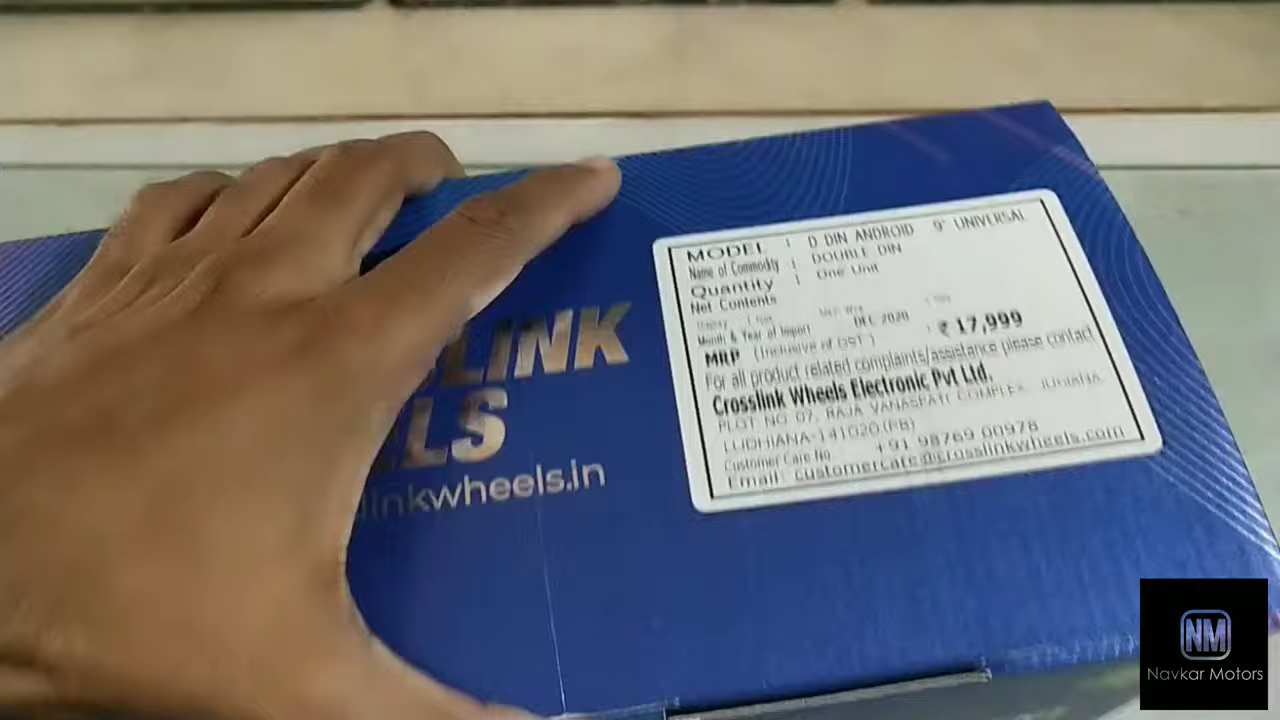 LINK
ELS
linkwheels.in
MODEL : D DIN ANDROID 9" UNIVERSAL
Name of Commodity : DOUBLE DIN
Quantity : One Unit
Net Contents
Month & Year of Import DEC 2020
MRP (Inclusive of GST) : ₹ 17,999
For all product related complaints/assistance please contact
Crosslink Wheels Electronic Pvt Ltd.
PLOT NO 07, RAJA VANASPATI COMPLEX, JUGIANA,
LUDHIANA-141020.(PB)
Customer Care No +91 98769 00978
Email: customercare@crosslinkwheels.com
NM
Navkar Motors